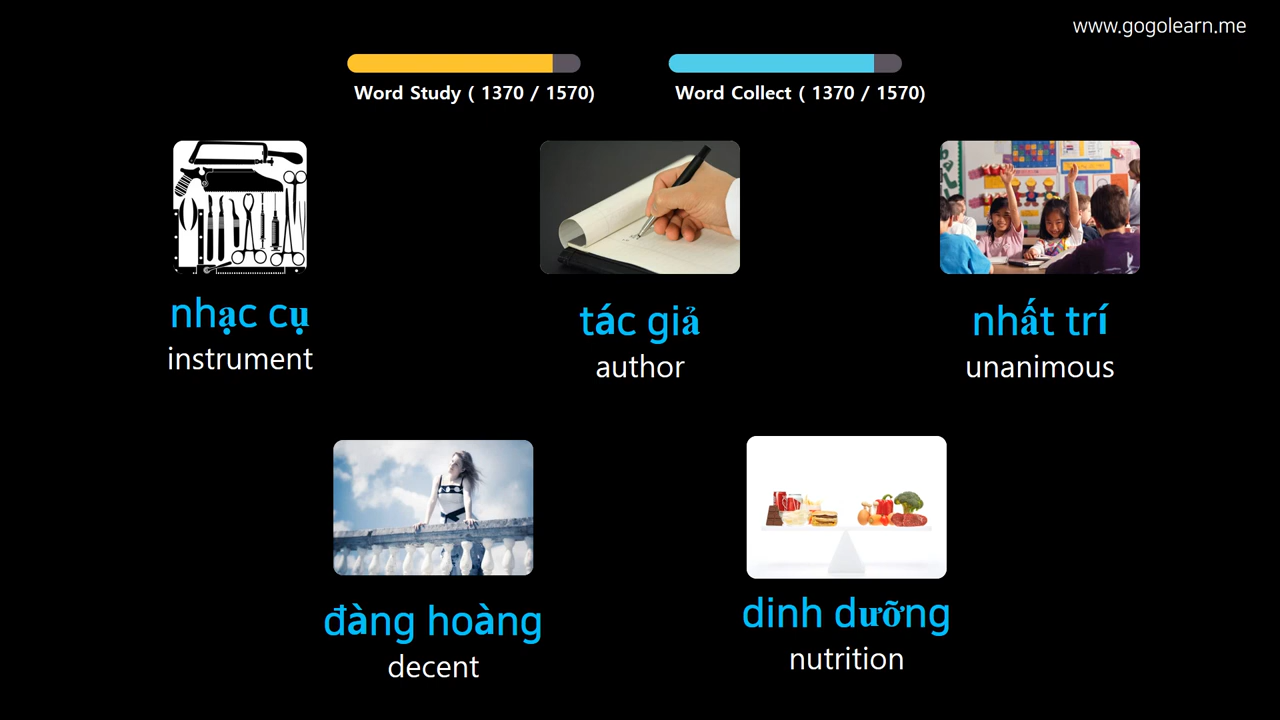 www.gogolearn.me
Word Study ( 1370 / 1570)
Word Collect ( 1370 / 1570)
nhạc cụ
instrument
tác giả
author
nhất trí
unanimous
đàng hoàng
decent
dinh dưỡng
nutrition